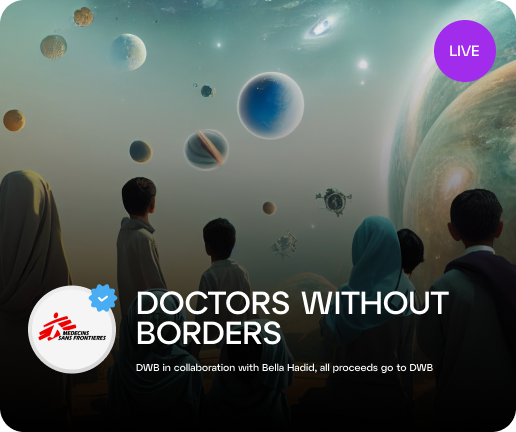 LIVE
DOCTORS WITHOUT
BORDERS
MEDECINS
SANS FRONTIERES
DWB in collaboration with Bella Hadid, all proceeds go to DWB